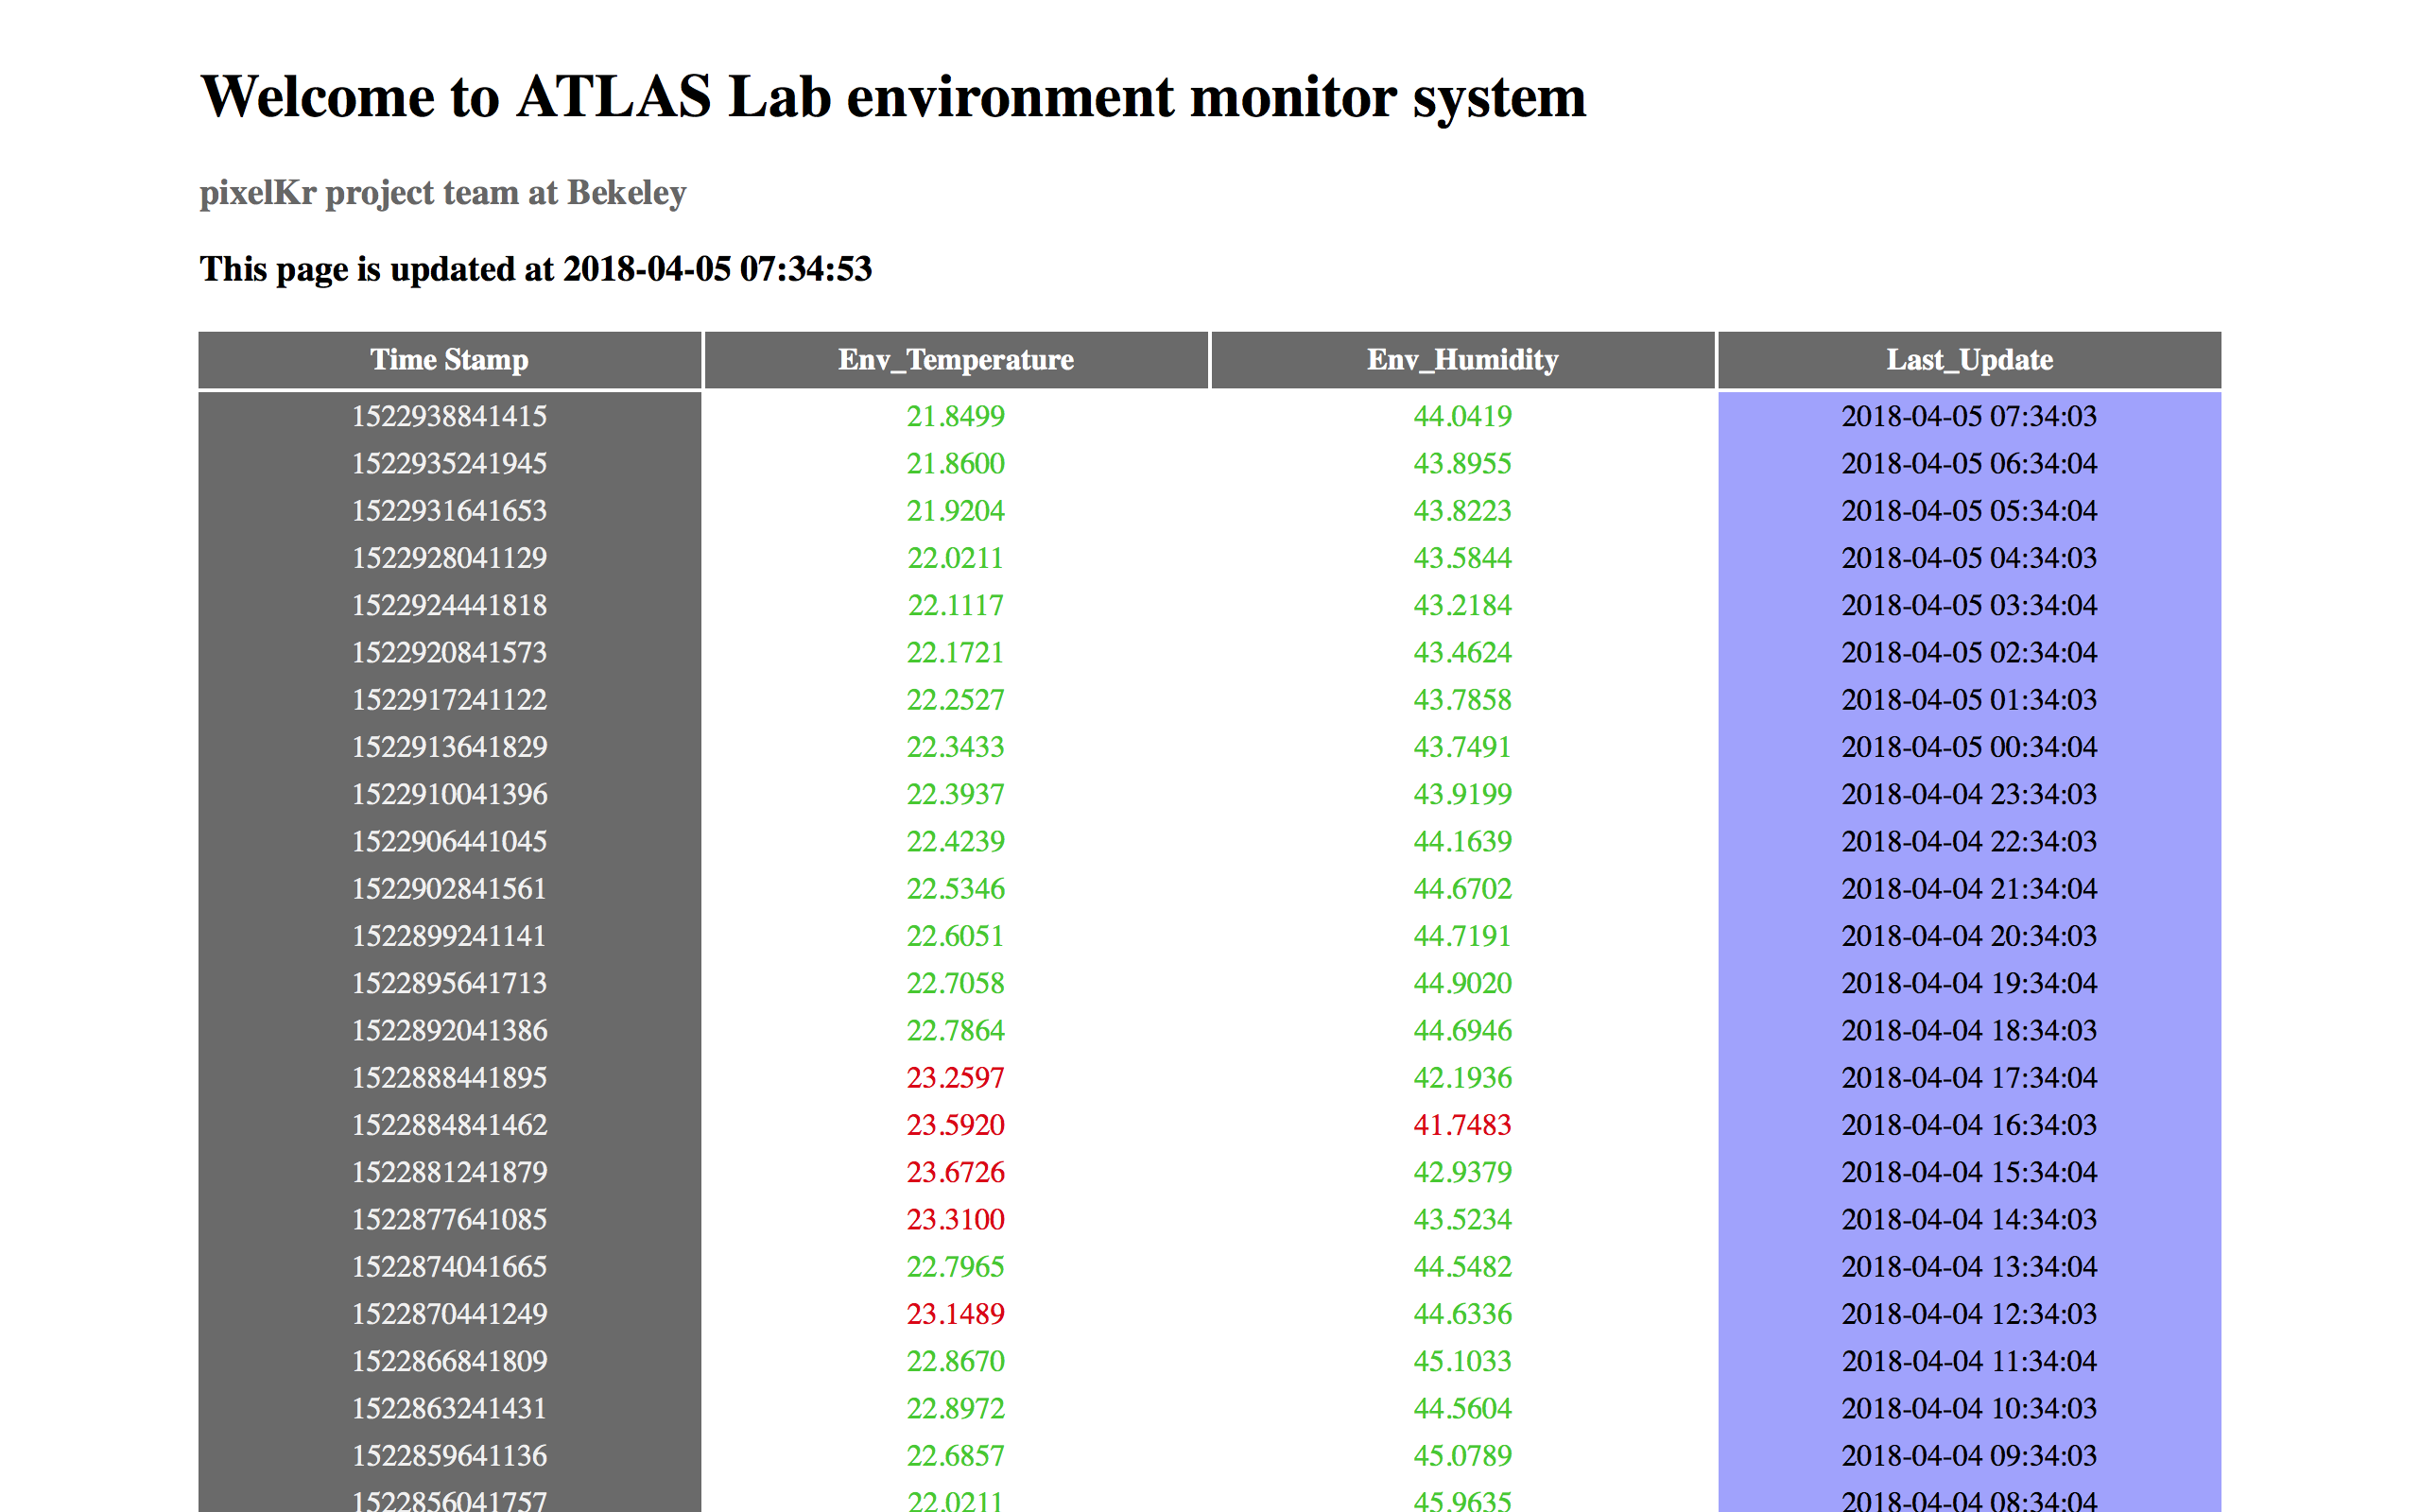 Welcome to ATLAS Lab environment monitor system
pixelKr project team at Bekeley
This page is updated at 2018-04-05 07:34:53
Time Stamp Env_Temperature Env_Humidity Last_Update
1522938841415 21.8499 44.0419 2018-04-05 07:34:03
1522935241945 21.8600 43.8955 2018-04-05 06:34:04
1522931641653 21.9204 43.8223 2018-04-05 05:34:04
1522928041129 22.0211 43.5844 2018-04-05 04:34:03
1522924441818 22.1117 43.2184 2018-04-05 03:34:04
1522920841573 22.1721 43.4624 2018-04-05 02:34:04
1522917241122 22.2527 43.7858 2018-04-05 01:34:03
1522913641829 22.3433 43.7491 2018-04-05 00:34:04
1522910041396 22.3937 43.9199 2018-04-04 23:34:03
1522906441045 22.4239 44.1639 2018-04-04 22:34:03
1522902841561 22.5346 44.6702 2018-04-04 21:34:04
1522899241141 22.6051 44.7191 2018-04-04 20:34:03
1522895641713 22.7058 44.9020 2018-04-04 19:34:04
1522892041386 22.7864 44.6946 2018-04-04 18:34:03
1522888441895 23.2597 42.1936 2018-04-04 17:34:04
1522884841462 23.5920 41.7483 2018-04-04 16:34:03
1522881241879 23.6726 42.9379 2018-04-04 15:34:04
1522877641085 23.3100 43.5234 2018-04-04 14:34:03
1522874041665 22.7965 44.5482 2018-04-04 13:34:04
1522870441249 23.1489 44.6336 2018-04-04 12:34:03
1522866841809 22.8670 45.1033 2018-04-04 11:34:04
1522863241431 22.8972 44.5604 2018-04-04 10:34:03
1522859641136 22.6857 45.0789 2018-04-04 09:34:03
1522856041757 22.0211 45.9635 2018-04-04 08:34:04